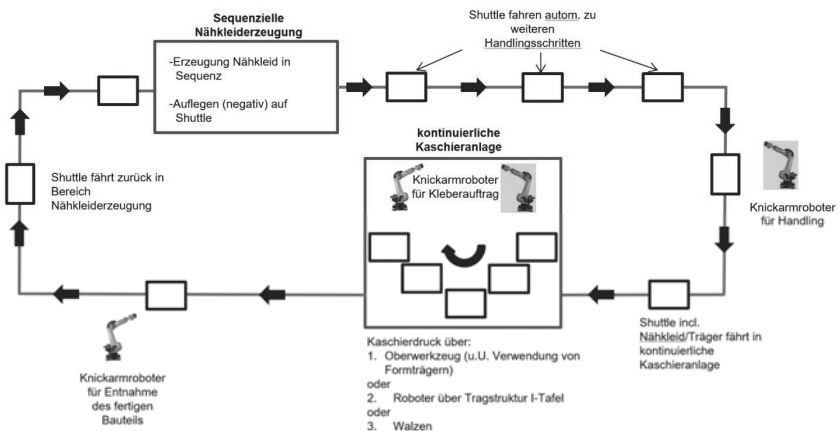 Sequenzielle
Nähkleiderzeugung
-Erzeugung Nähkleid in
Sequenz
-Auflegen (negativ) auf
Shuttle
Shuttle fahren autom. zu
weiteren
Handlingsschritten
Shuttle fährt zurück in
Bereich
Nähkleiderzeugung
kontinuierliche
Kaschieranlage
Knickarmroboter
für Kleberauftrag
Knickarmroboter
für Handling
Shuttle incl.
Nähkleid/Träger fährt in
kontinuierliche
Kaschieranlage
Knickarmroboter
für Entnahme
des fertigen
Bauteils
Kaschierdruck über:
1. Oberwerkzeug (u.U. Verwendung von
Formträgern)
oder
2. Roboter über Tragstruktur I-Tafel
oder
3. Walzen